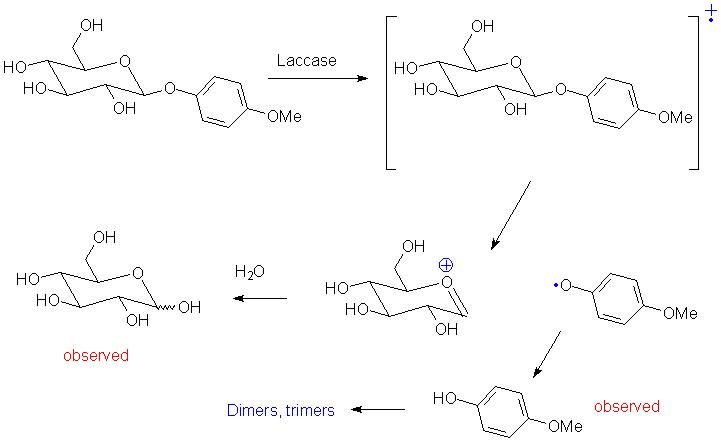 OH
HO
O
HO
OH
O
OMe
Laccase
OH
HO
O
HO
OH
O
OMe
+
•
OH
HO
O
HO
OH
OH
observed
H2O
OH
HO
+
O
HO
OH
•O
OMe
HO
OMe
observed
Dimers, trimers